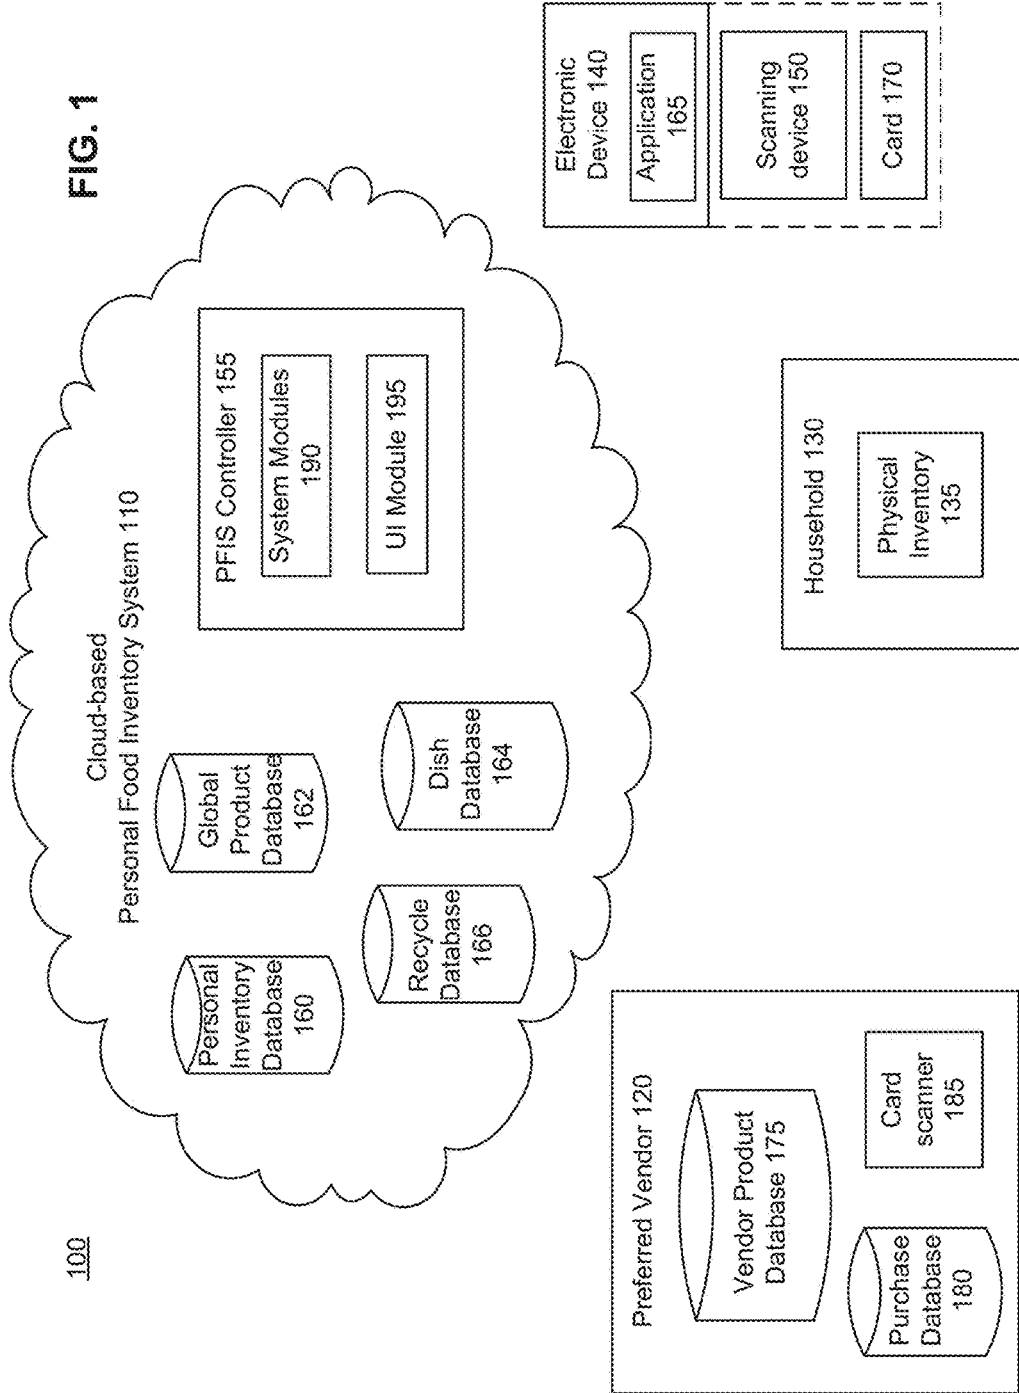 FIG. 1
100
Cloud-based
Personal Food Inventory System 110
Personal
Inventory
Database
160
Global
Product
Database
162
Recycle
Database
166
Dish
Database
164
PFIS Controller 155
System Modules
190
UI Module 195
Preferred Vendor 120
Vendor Product
Database 175
Purchase
Database
180
Card
scanner
185
Household 130
Physical
Inventory
135
Electronic
Device 140
Application
165
Scanning
device 150
Card 170